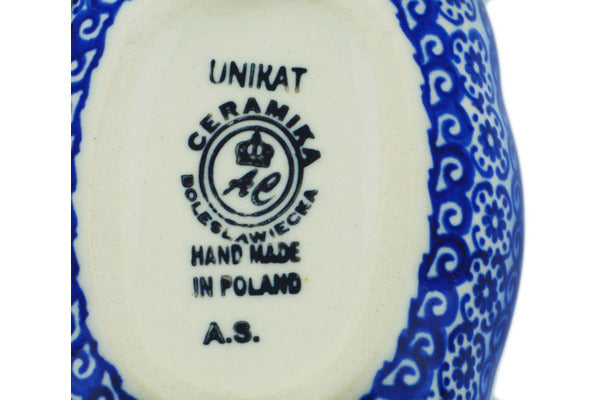 UNIKAT
CERAMIKA
AC
BOLESŁAWIECKA
HAND MADE
IN POLAND
A.S.